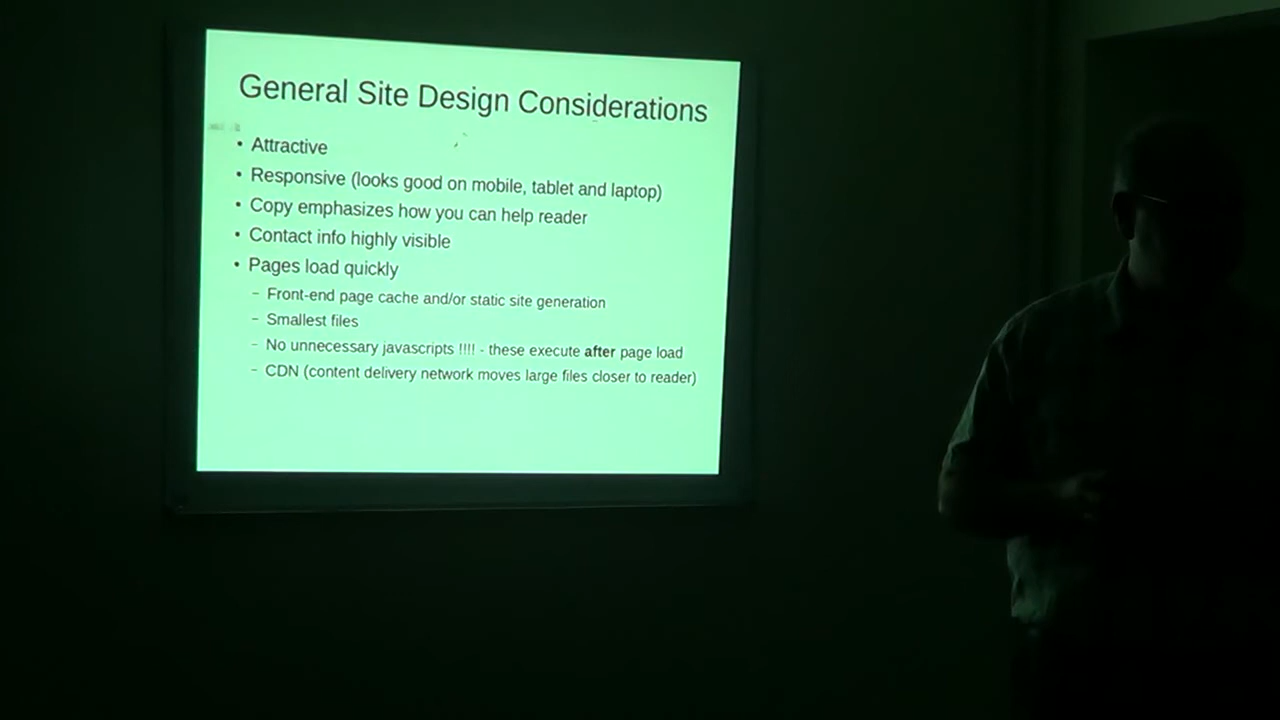 General Site Design Considerations
• Attractive
• Responsive (looks good on mobile, tablet and laptop)
• Copy emphasizes how you can help reader
• Contact info highly visible
• Pages load quickly
– Front-end page cache and/or static site generation
– Smallest files
– No unnecessary javascripts !!!! - these execute after page load
– CDN (content delivery network moves large files closer to reader)